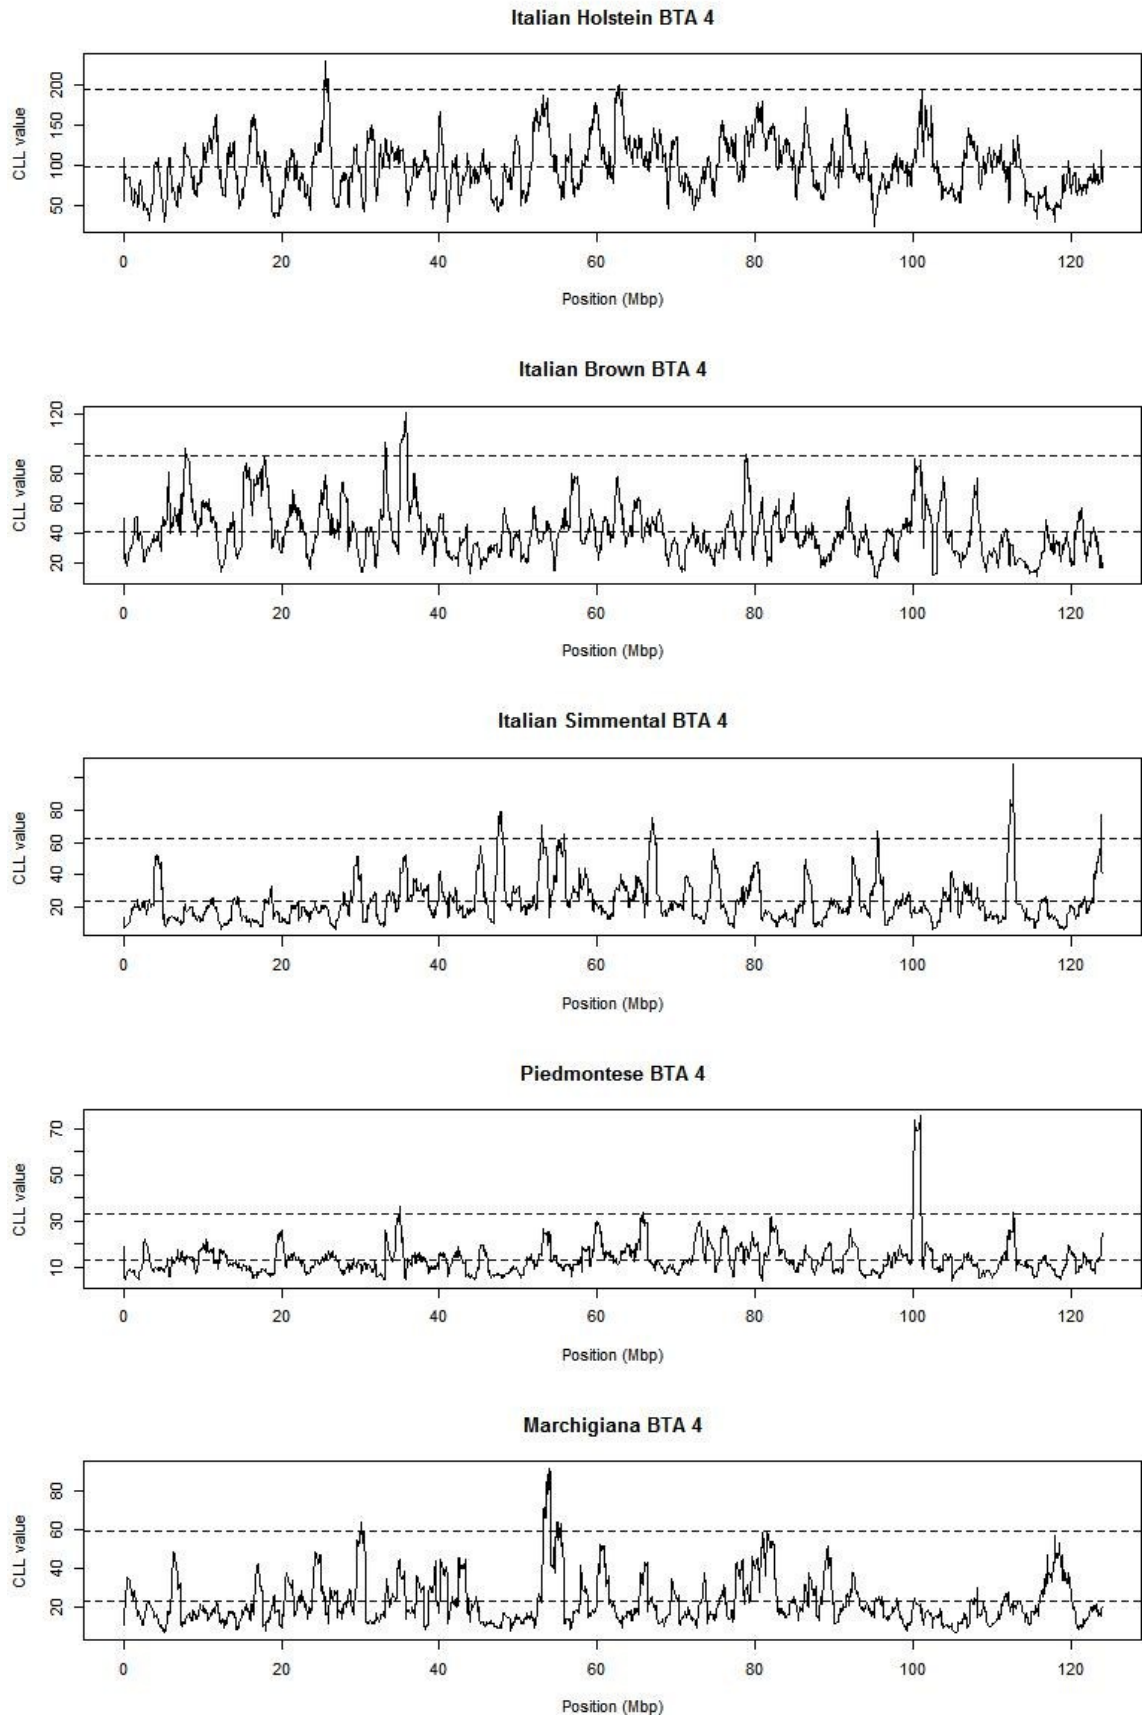 Italian Holstein BTA 4
CLL value
50 100 150 200
0 20 40 60 80 100 120
Position (Mbp)
Italian Brown BTA 4
CLL value
20 40 60 80 120
0 20 40 60 80 100 120
Position (Mbp)
Italian Simmental BTA 4
CLL value
20 40 60 80
0 20 40 60 80 100 120
Position (Mbp)
Piedmontese BTA 4
CLL value
10 30 50 70
0 20 40 60 80 100 120
Position (Mbp)
Marchigiana BTA 4
CLL value
20 40 60 80
0 20 40 60 80 100 120
Position (Mbp)